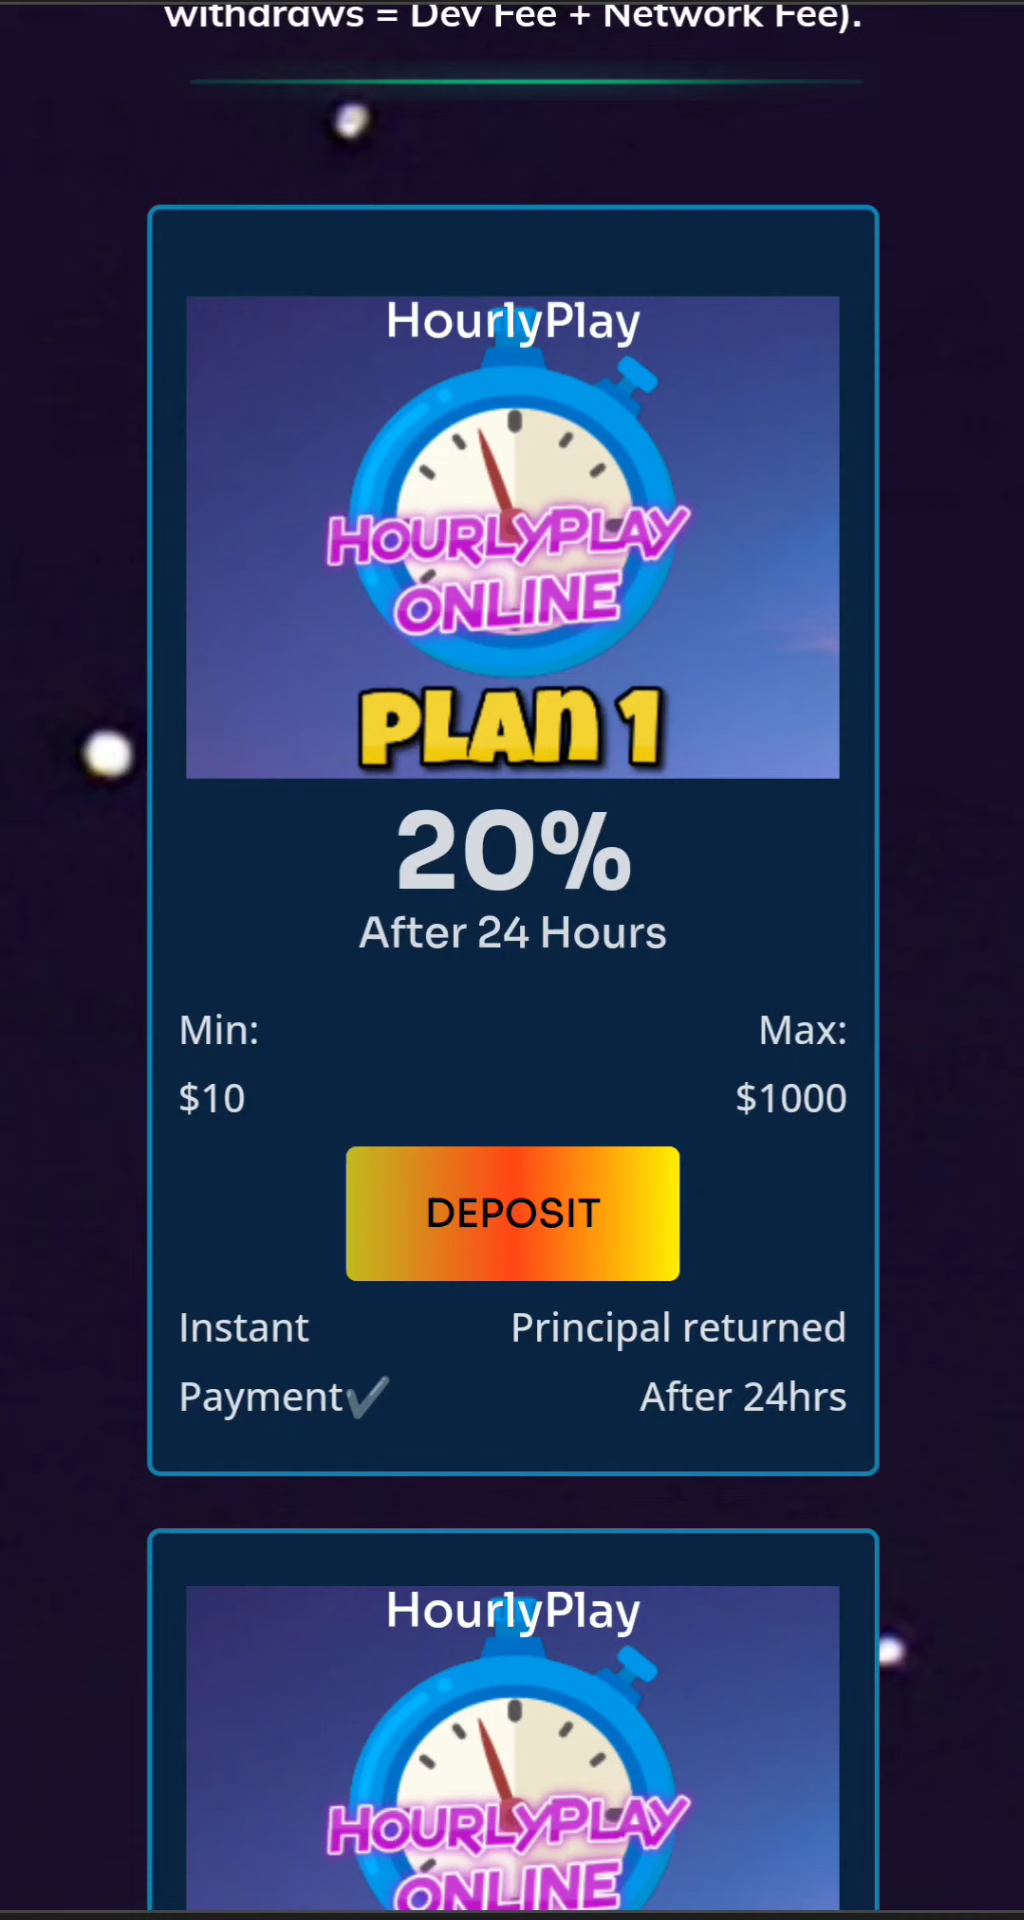 withdraws = Dev Fee + Network Fee).
HourlyPlay
HOURLYPLAY
ONLINE
PLAN 1
20%
After 24 Hours
Min:
Max:
$10
$1000
DEPOSIT
Instant
Principal returned
Payment✔
After 24hrs
HourlyPlay
HOURLYPLAY
ONLINE